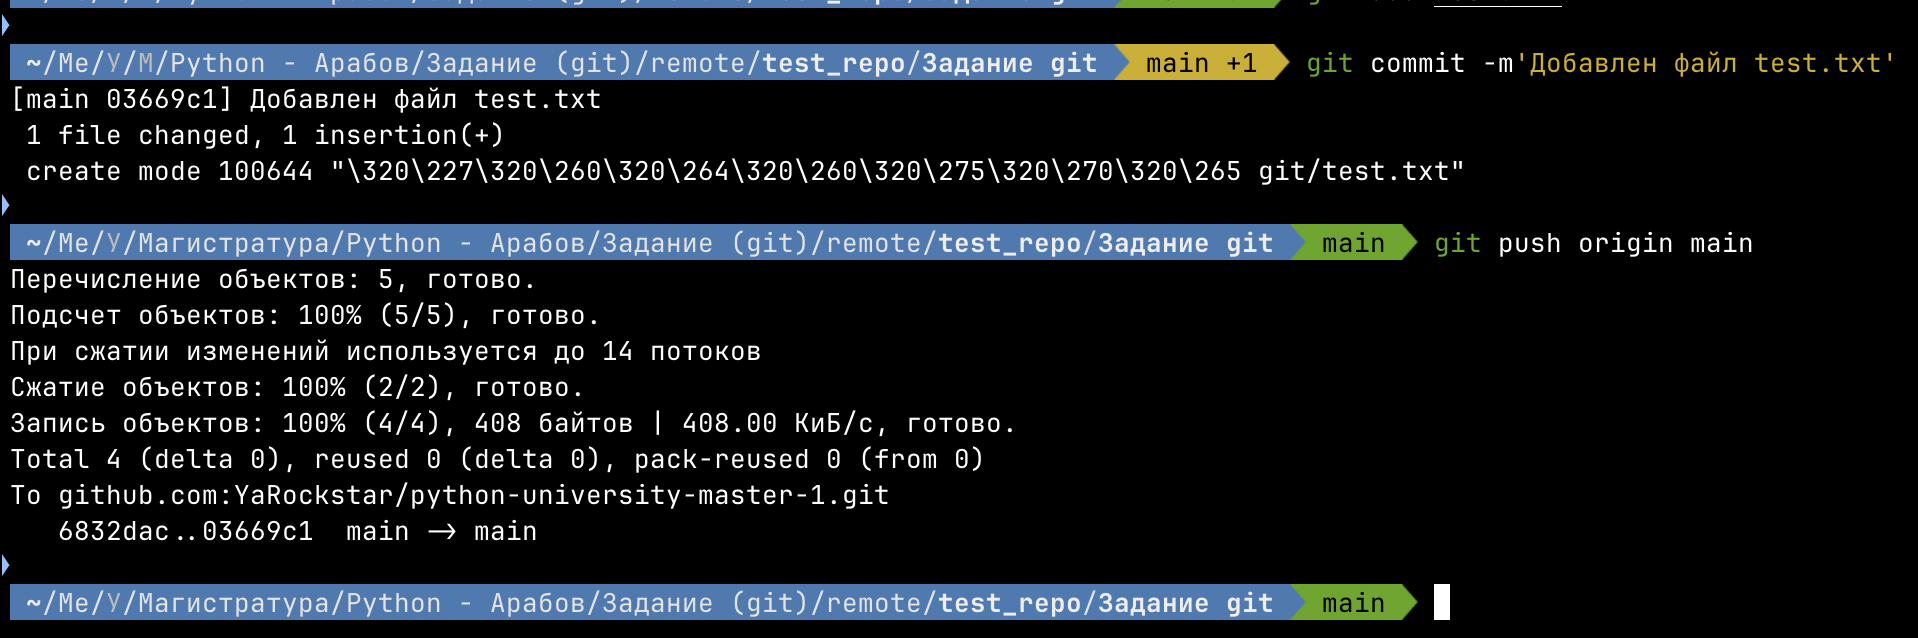 ~/Me/У/М/Python - Арабов/Задание (git)/remote/test_repo/Задание git main +1 git commit -m'Добавлен файл test.txt'
[main 03669c1] Добавлен файл test.txt
1 file changed, 1 insertion(+)
create mode 100644 "\320\227\320\260\320\264\320\260\320\275\320\270\320\265 git/test.txt"
~/Me/У/Магистратура/Python - Арабов/Задание (git)/remote/test_repo/Задание git main git push origin main
Перечисление объектов: 5, готово.
Подсчет объектов: 100% (5/5), готово.
При сжатии изменений используется до 14 потоков
Сжатие объектов: 100% (2/2), готово.
Запись объектов: 100% (4/4), 408 байтов | 408.00 КиБ/с, готово.
Total 4 (delta 0), reused 0 (delta 0), pack-reused 0 (from 0)
To github.com:YaRockstar/python-university-master-1.git
6832dac..03669c1 main -> main
~/Me/У/Магистратура/Python - Арабов/Задание (git)/remote/test_repo/Задание git main